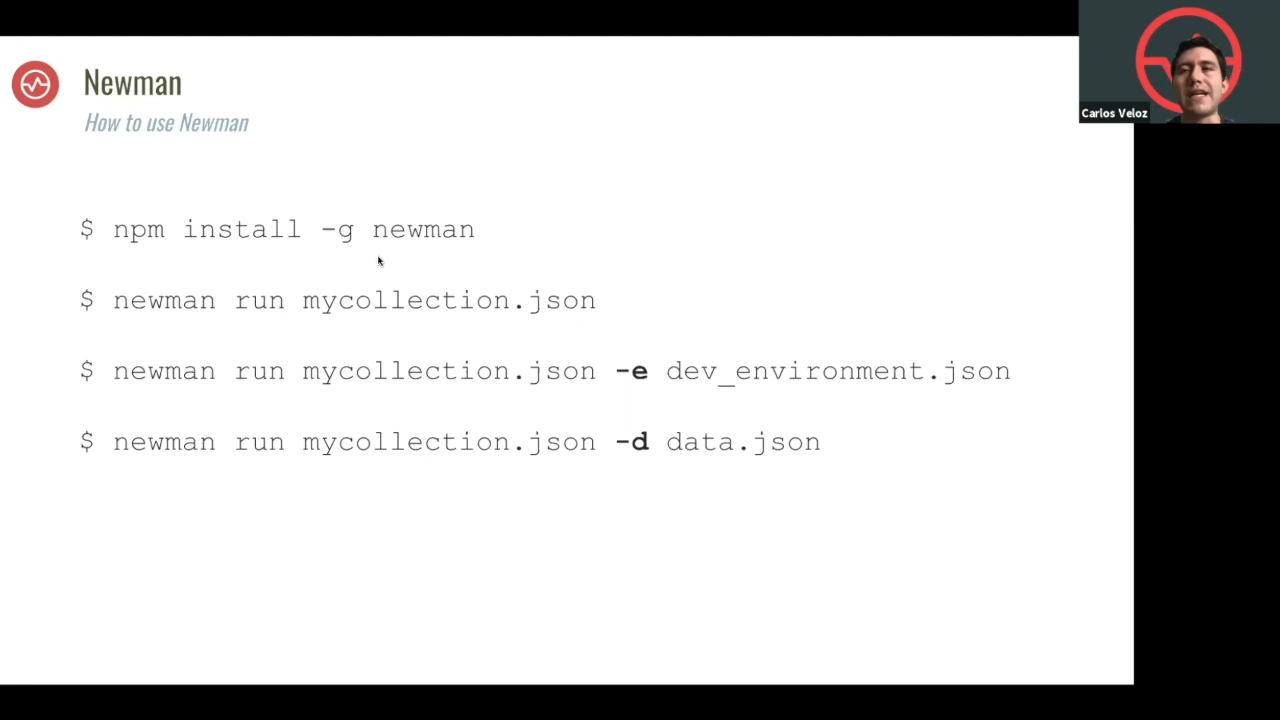 Newman
How to use Newman
$ npm install -g newman
$ newman run mycollection.json
$ newman run mycollection.json -e dev_environment.json
$ newman run mycollection.json -d data.json
Carlos Veloz